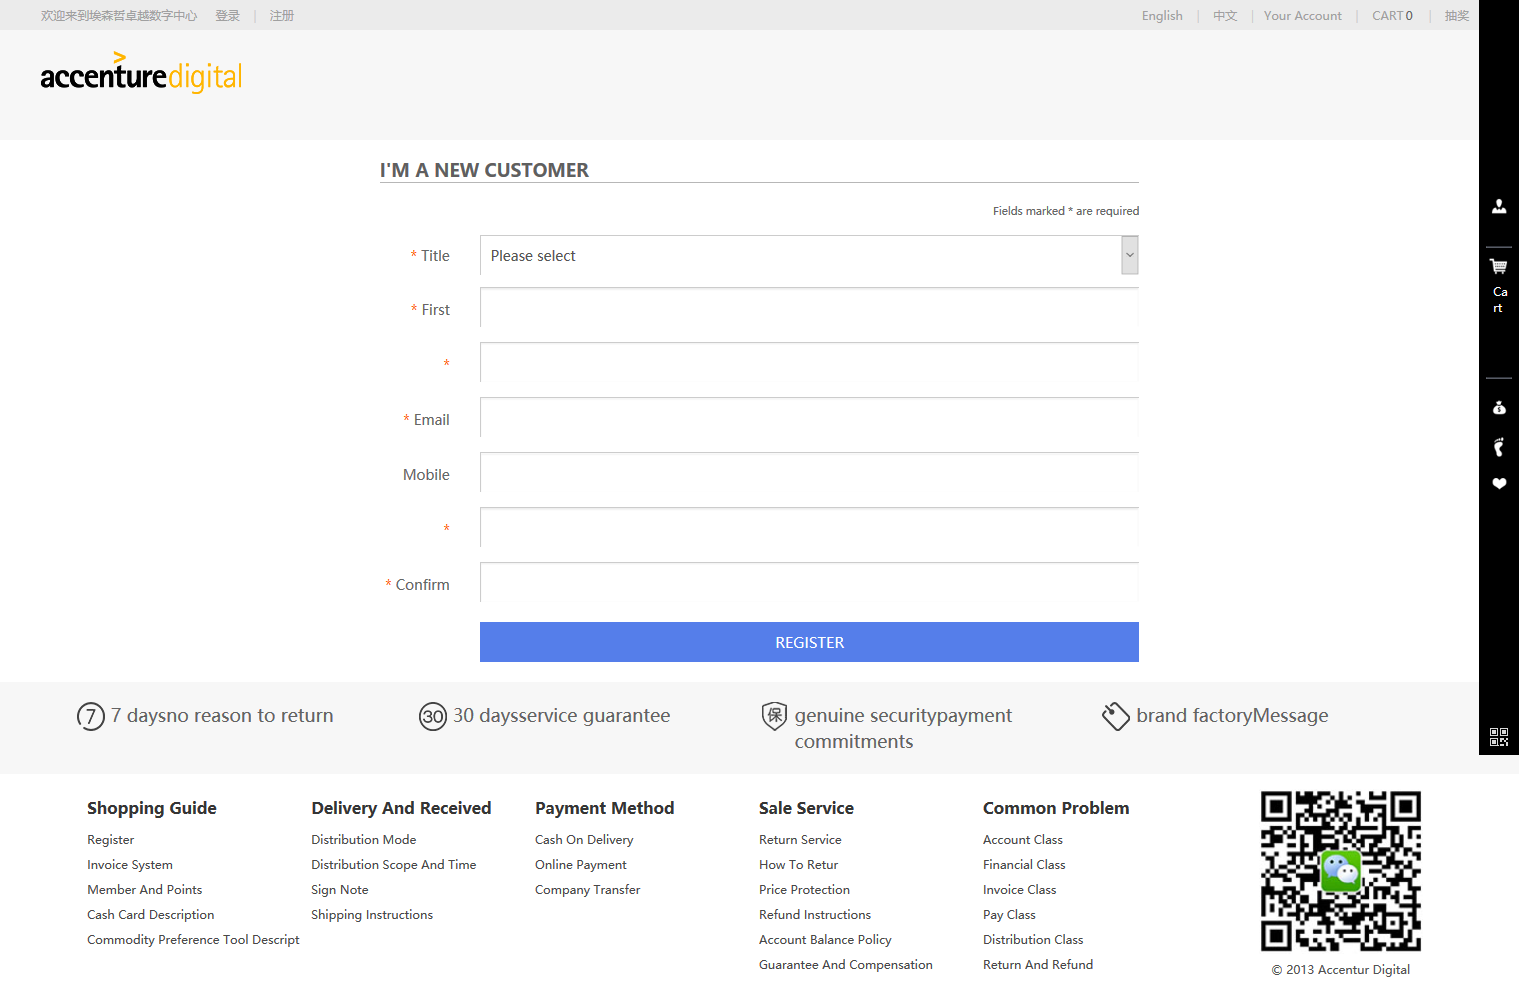 欢迎来到埃森哲卓越数字中心 登录 | 注册 English | 中文 | Your Account | CART 0 | 抽奖
accenturedigital
I'M A NEW CUSTOMER
Fields marked * are required
* Title Please select
* First
*
* Email
Mobile
*
* Confirm
REGISTER
Ca
rt
7 7 daysno reason to return
30 30 daysservice guarantee
保 genuine securitypayment
commitments
brand factoryMessage
Shopping Guide
Register
Invoice System
Member And Points
Cash Card Description
Commodity Preference Tool Descript
Delivery And Received
Distribution Mode
Distribution Scope And Time
Sign Note
Shipping Instructions
Payment Method
Cash On Delivery
Online Payment
Company Transfer
Sale Service
Return Service
How To Retur
Price Protection
Refund Instructions
Account Balance Policy
Guarantee And Compensation
Common Problem
Account Class
Financial Class
Invoice Class
Pay Class
Distribution Class
Return And Refund
© 2013 Accentur Digital